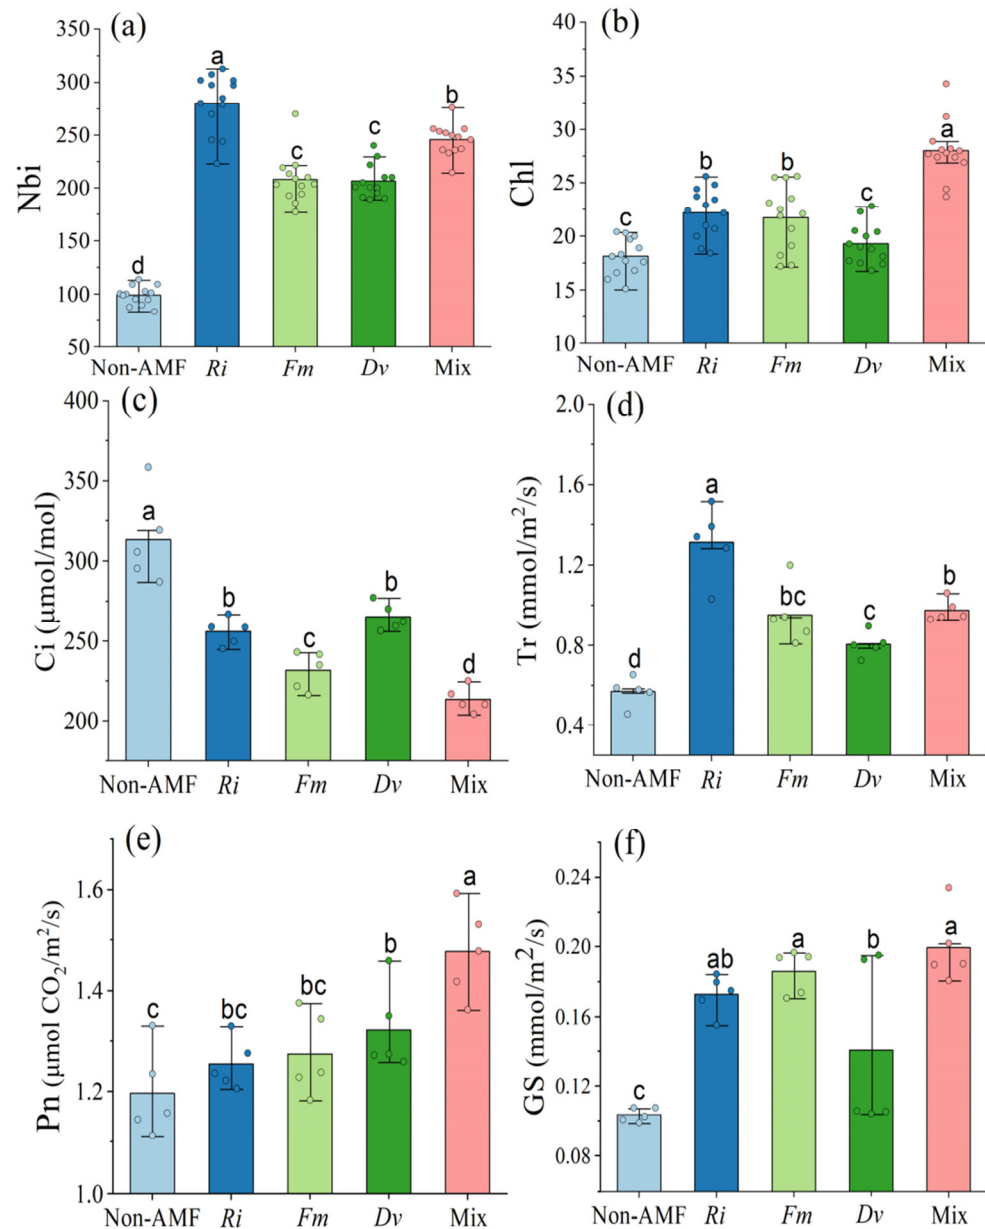 (a)
Nbi
350
300
250
200
150
100
50
d
a
c
c
b
Non-AMF Ri Fm Dv Mix
(b)
Chl
40
35
30
25
20
15
10
c
b
b
c
a
Non-AMF Ri Fm Dv Mix
(c)
Ci (μmol/mol)
400
350
300
250
200
a
b
c
b
d
Non-AMF Ri Fm Dv Mix
(d)
Tr (mmol/m²/s)
2.0
1.6
1.2
0.8
0.4
d
a
bc
c
b
Non-AMF Ri Fm Dv Mix
(e)
Pn (μmol CO₂/m²/s)
1.6
1.4
1.2
1.0
c
bc
bc
b
a
Non-AMF Ri Fm Dv Mix
(f)
GS (mmol/m²/s)
0.24
0.20
0.16
0.12
0.08
c
ab
a
b
a
Non-AMF Ri Fm Dv Mix